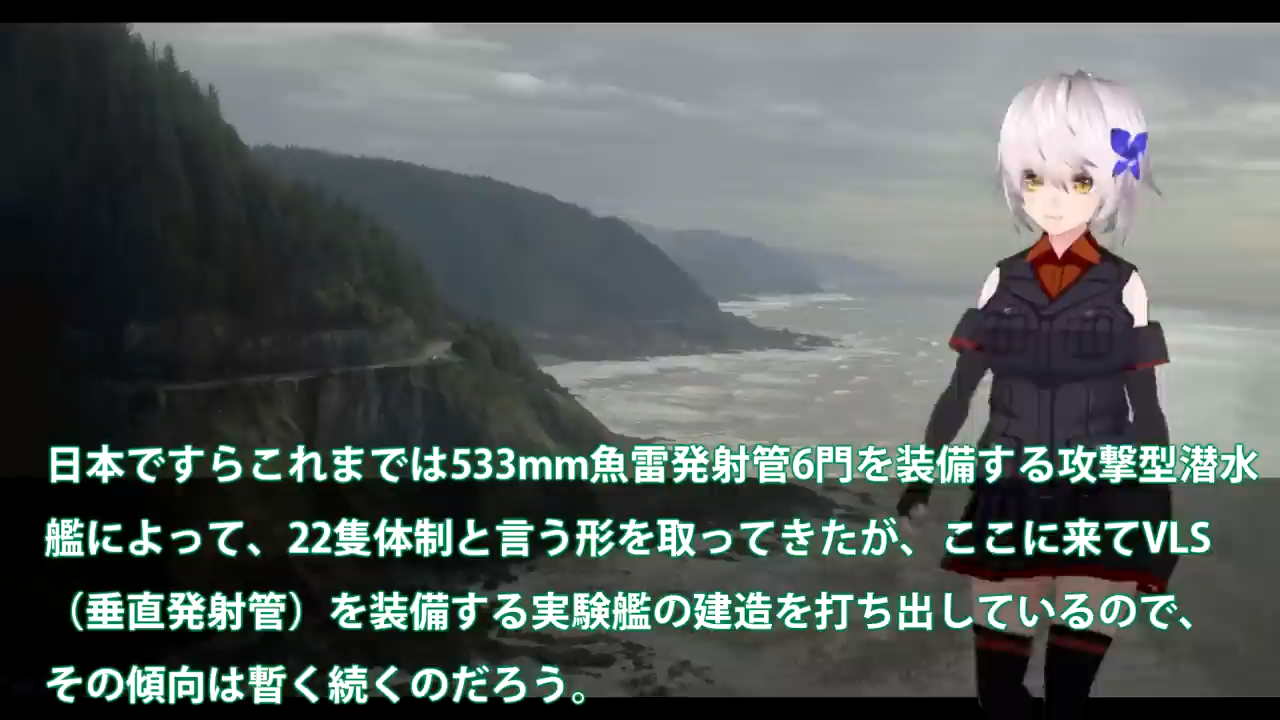 日本ですらこれまでは533mm魚雷発射管6門を装備する攻撃型潜水
艦によって、22隻体制と言う形を取ってきたが、ここに来てVLS
（垂直発射管）を装備する実験艦の建造を打ち出しているので、
その傾向は暫く続くのだろう。